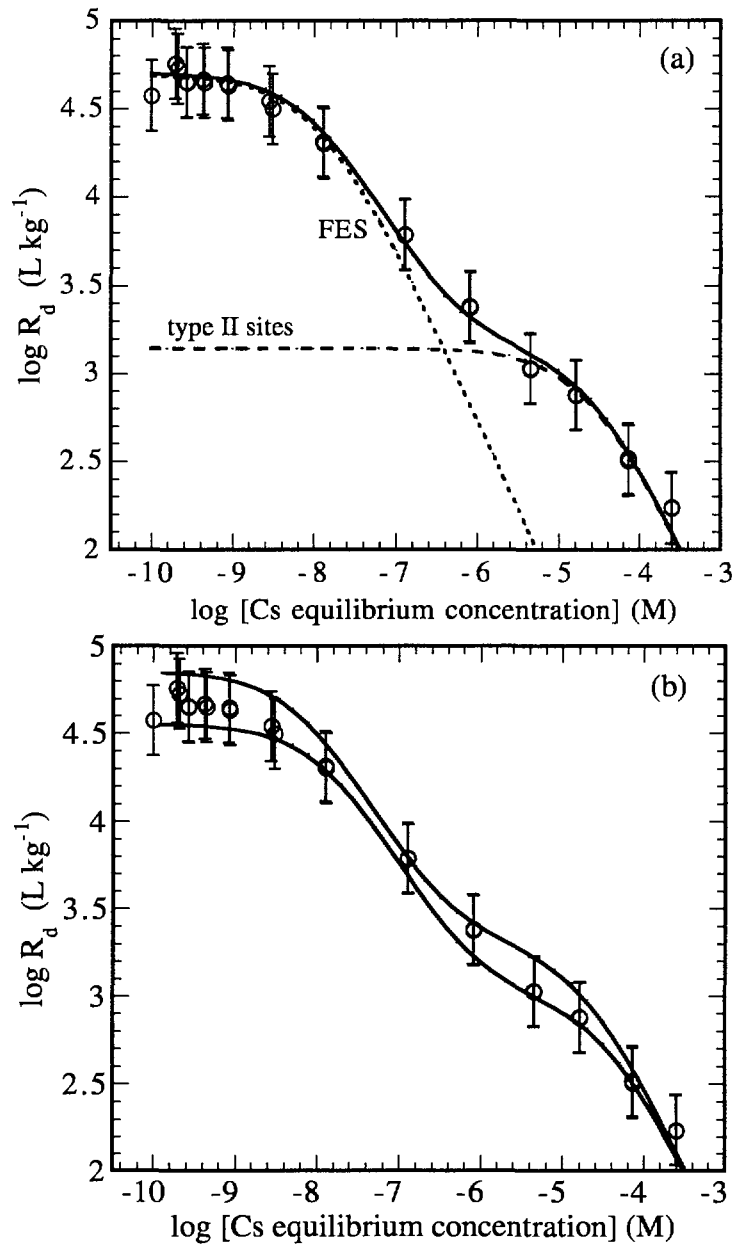 5
(a)
4.5
4
FES
3.5
log R_d (L kg⁻¹)
type II sites
3
2.5
2
-10 -9 -8 -7 -6 -5 -4 -3
log [Cs equilibrium concentration] (M)
5
(b)
4.5
4
3.5
log R_d (L kg⁻¹)
3
2.5
2
-10 -9 -8 -7 -6 -5 -4 -3
log [Cs equilibrium concentration] (M)